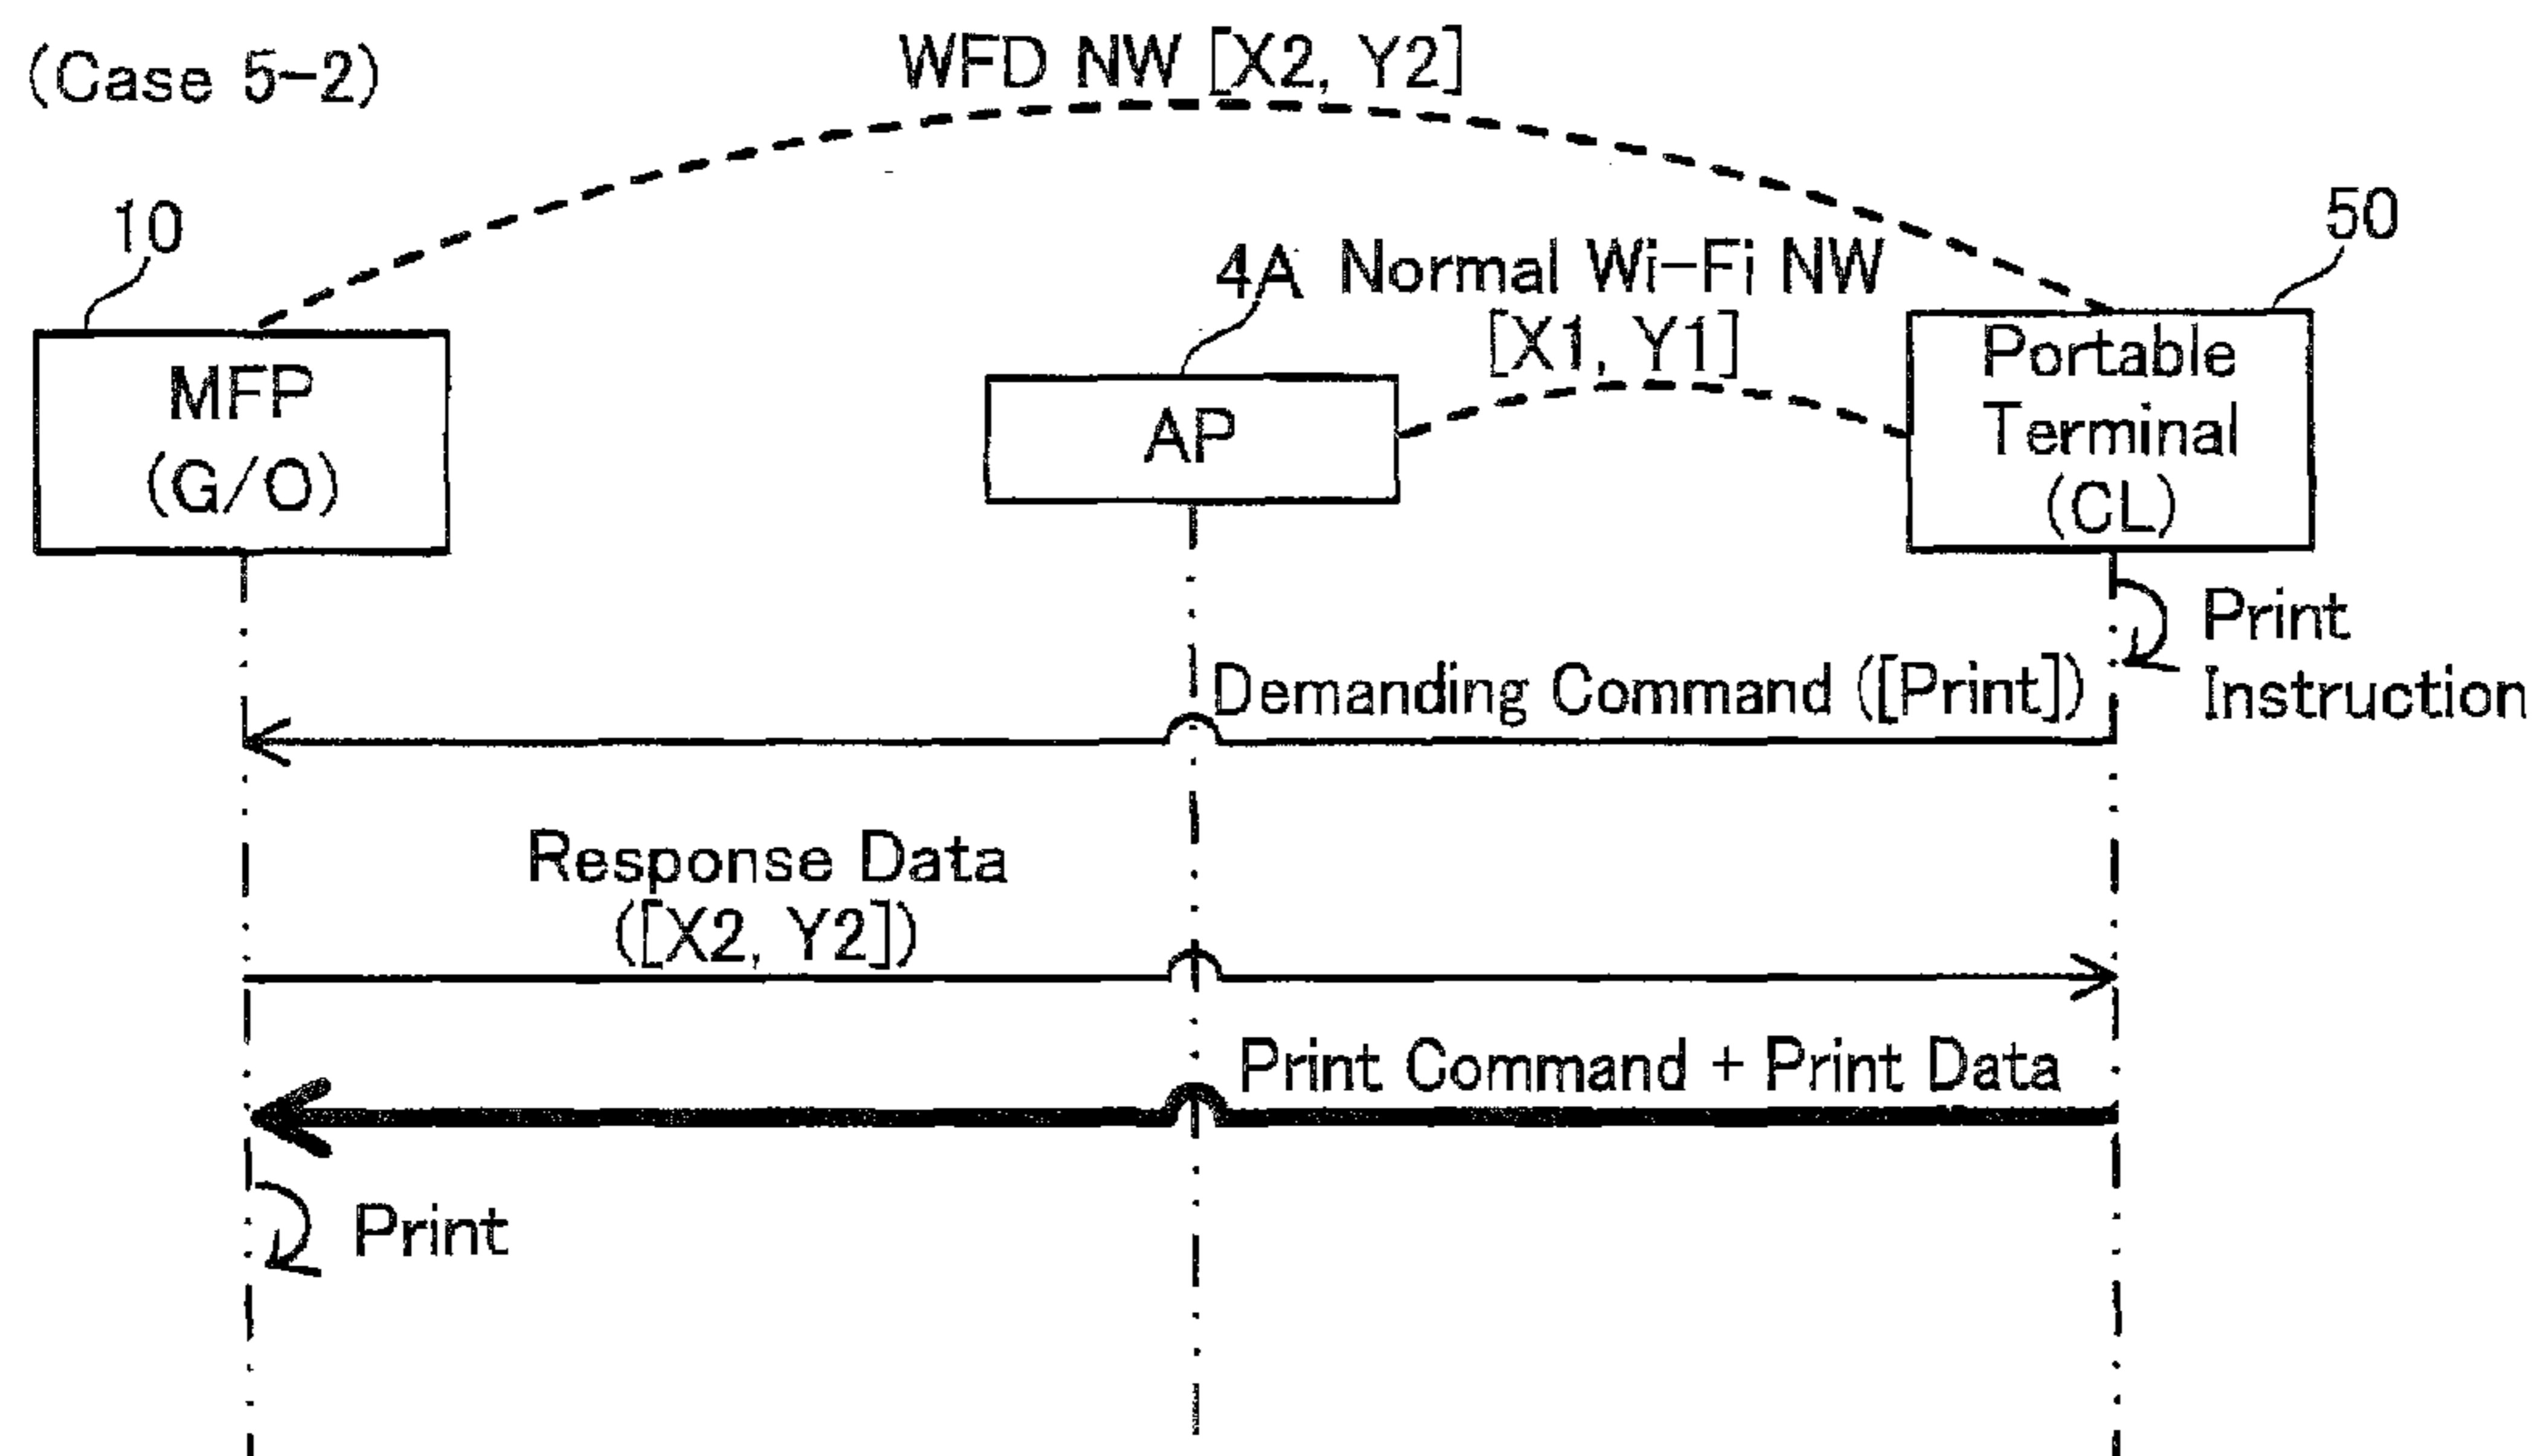 (Case 5-2)
WFD NW [X2, Y2]
10
50
4A
Normal Wi-Fi NW
[X1, Y1]
MFP
(G/O)
AP
Portable
Terminal
(CL)
Print
Instruction
Demanding Command ([Print])
Response Data
([X2, Y2])
Print Command + Print Data
Print